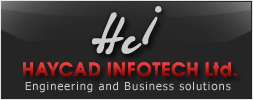 Hci
HAYCAD INFOTECH Ltd.
Engineering and Business solutions